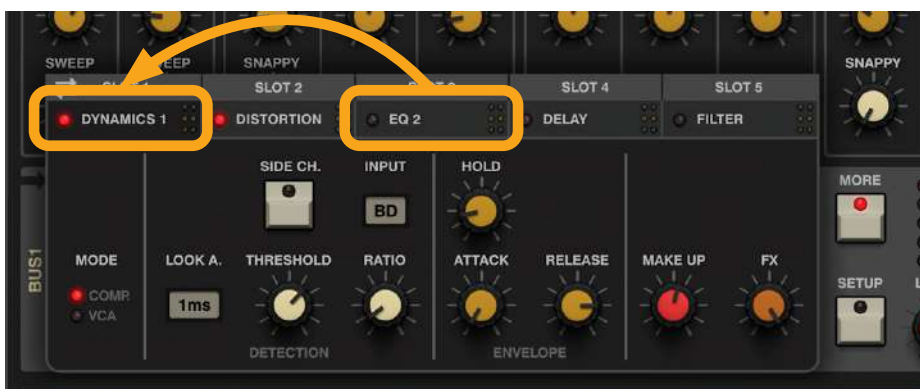 SWEEP SNAPPY SNAPPY
SLOT 2 SLOT 4 SLOT 5
DYNAMICS 1 DISTORTION EQ 2 DELAY FILTER
SIDE CH. INPUT HOLD
BD
MORE
BUS1
MODE LOOK A. THRESHOLD RATIO ATTACK RELEASE MAKE UP FX
COMP.
VCA
1ms
SETUP
DETECTION ENVELOPE